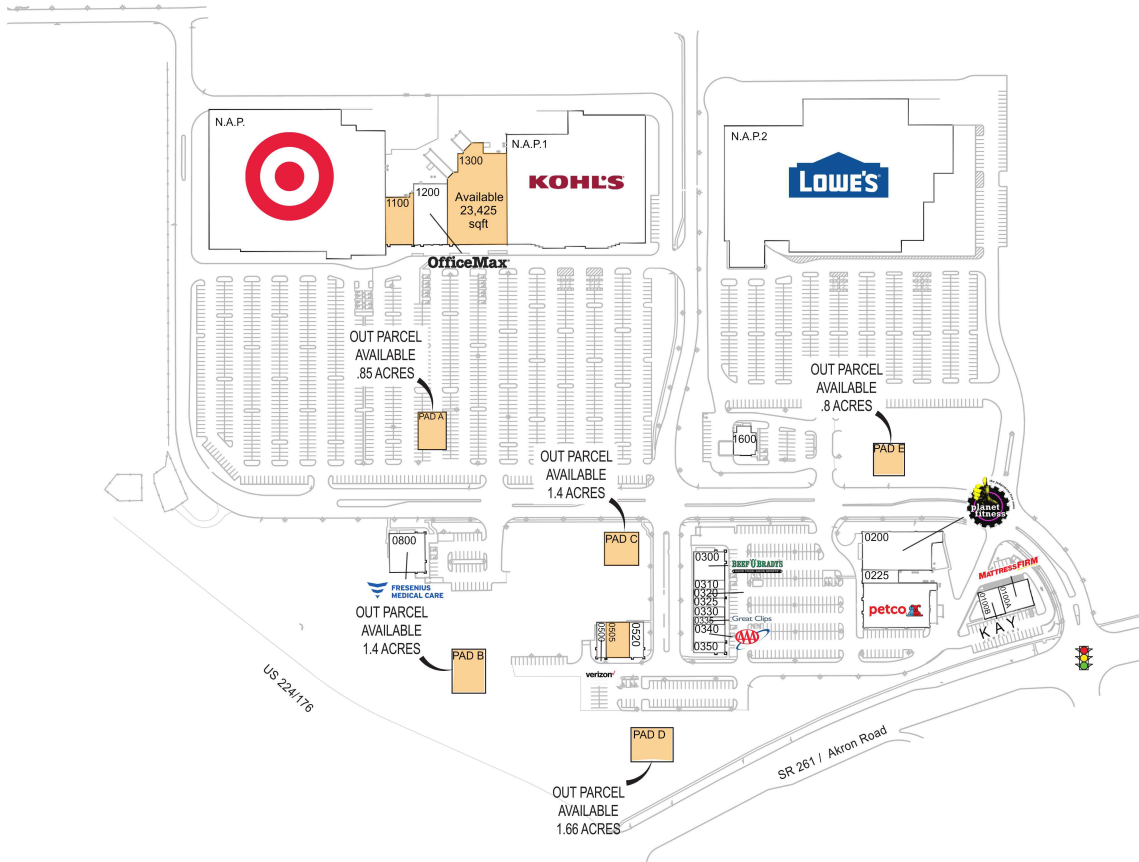 N.A.P.
1100
1200
1300
Available
23,425
sqft
OfficeMax
N.A.P.1
KOHL'S
N.A.P.2
LOWE'S
OUT PARCEL
AVAILABLE
.85 ACRES
PAD A
OUT PARCEL
AVAILABLE
.8 ACRES
PAD E
1600
OUT PARCEL
AVAILABLE
1.4 ACRES
PAD C
planet
fitness
0800
FRESENIUS
MEDICAL CARE
OUT PARCEL
AVAILABLE
1.4 ACRES
PAD B
0300
BEEF 'O' BRADY'S
0310
0320
0325
0330
0335
Great Clips
0340
AAA
0350
0200
0225
petco
MATTRESSFIRM
0100A
0100B
KAY
0500
0505
0520
verizon
US 224/176
PAD D
OUT PARCEL
AVAILABLE
1.66 ACRES
SR 261 / Akron Road